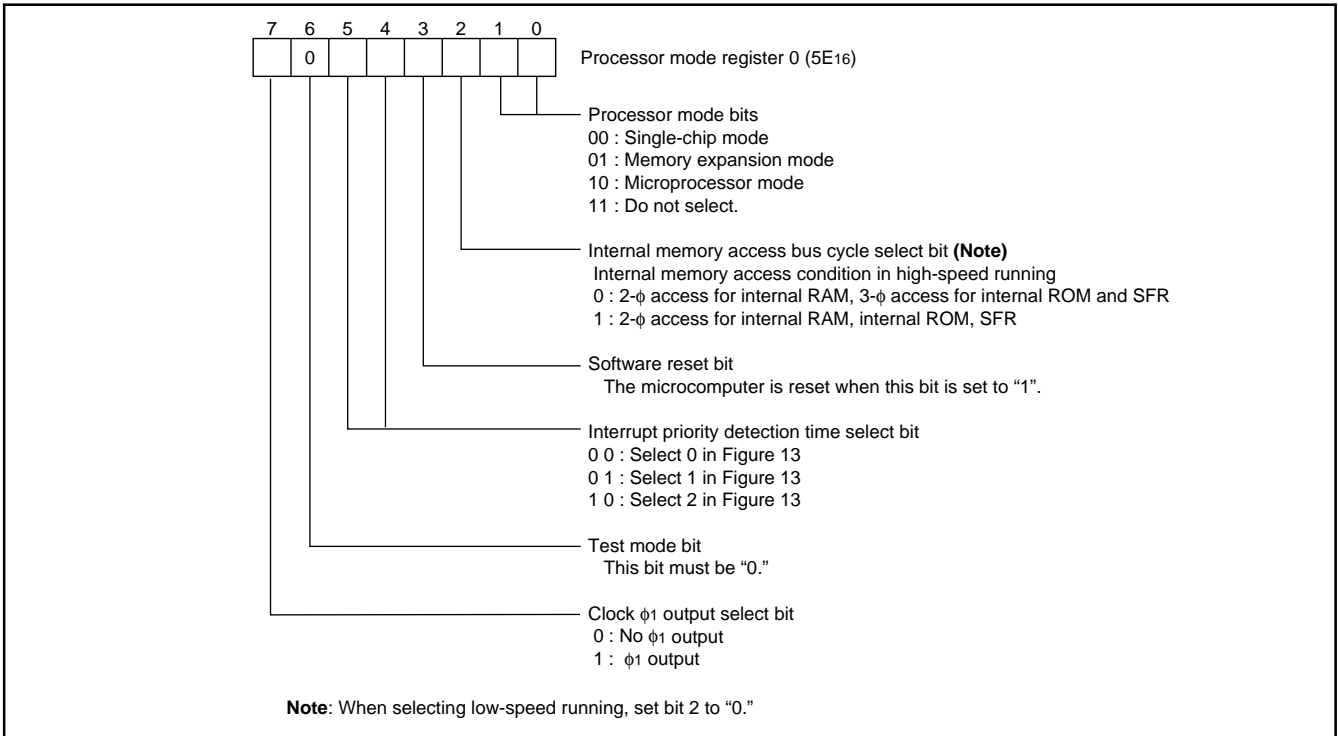 7 6 5 4 3 2 1 0
0
Processor mode register 0 (5E16)
Processor mode bits
00 : Single-chip mode
01 : Memory expansion mode
10 : Microprocessor mode
11 : Do not select.
Internal memory access bus cycle select bit (Note)
Internal memory access condition in high-speed running
0 : 2-ϕ access for internal RAM, 3-ϕ access for internal ROM and SFR
1 : 2-ϕ access for internal RAM, internal ROM, SFR
Software reset bit
The microcomputer is reset when this bit is set to “1”.
Interrupt priority detection time select bit
0 0 : Select 0 in Figure 13
0 1 : Select 1 in Figure 13
1 0 : Select 2 in Figure 13
Test mode bit
This bit must be “0.”
Clock ϕ1 output select bit
0 : No ϕ1 output
1 : ϕ1 output
Note: When selecting low-speed running, set bit 2 to “0.”